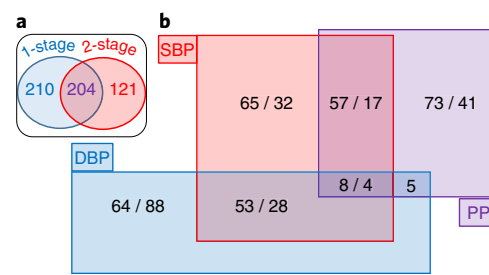 a
b
1-stage 2-stage
210 204 121
SBP
65 / 32 57 / 17 73 / 41
DBP
8 / 4 5
64 / 88 53 / 28
PP